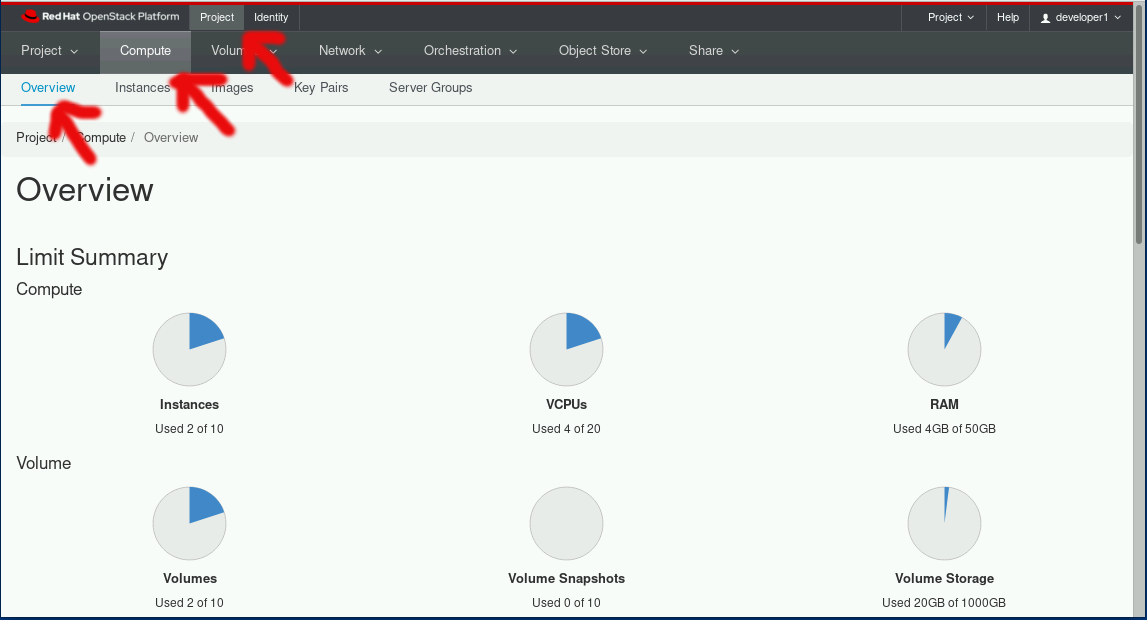 Red Hat OpenStack Platform Project Identity Project Help developer1
Project Compute Network Orchestration Object Store Share
Overview Instances Images Key Pairs Server Groups
Project / Compute / Overview
Overview
Limit Summary
Compute
Instances VCPUs RAM
Used 2 of 10 Used 4 of 20 Used 4GB of 50GB
Volume
Volumes Volume Snapshots Volume Storage
Used 2 of 10 Used 0 of 10 Used 20GB of 1000GB